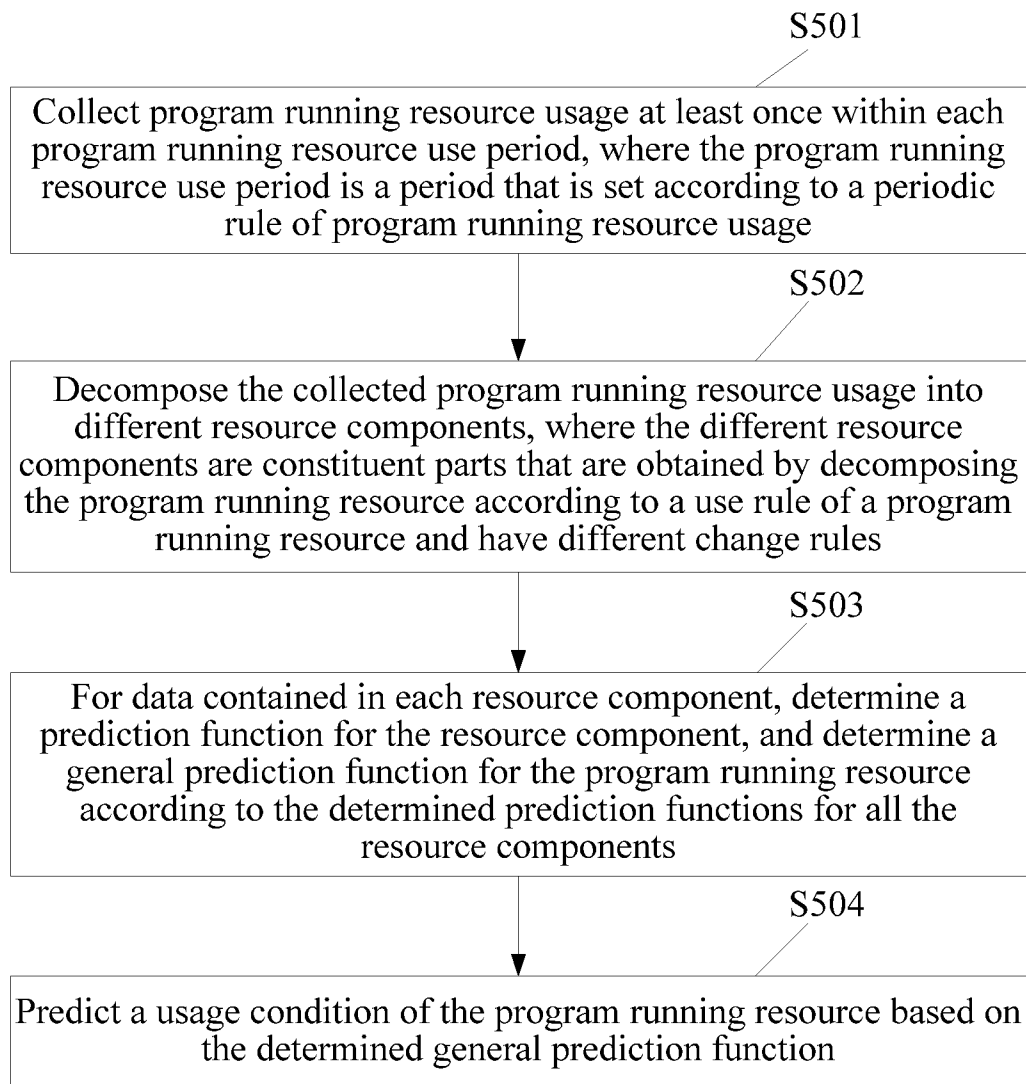 S501
Collect program running resource usage at least once within each
program running resource use period, where the program running
resource use period is a period that is set according to a periodic
rule of program running resource usage
S502
Decompose the collected program running resource usage into
different resource components, where the different resource
components are constituent parts that are obtained by decomposing
the program running resource according to a use rule of a program
running resource and have different change rules
S503
For data contained in each resource component, determine a
prediction function for the resource component, and determine a
general prediction function for the program running resource
according to the determined prediction functions for all the
resource components
S504
Predict a usage condition of the program running resource based on
the determined general prediction function